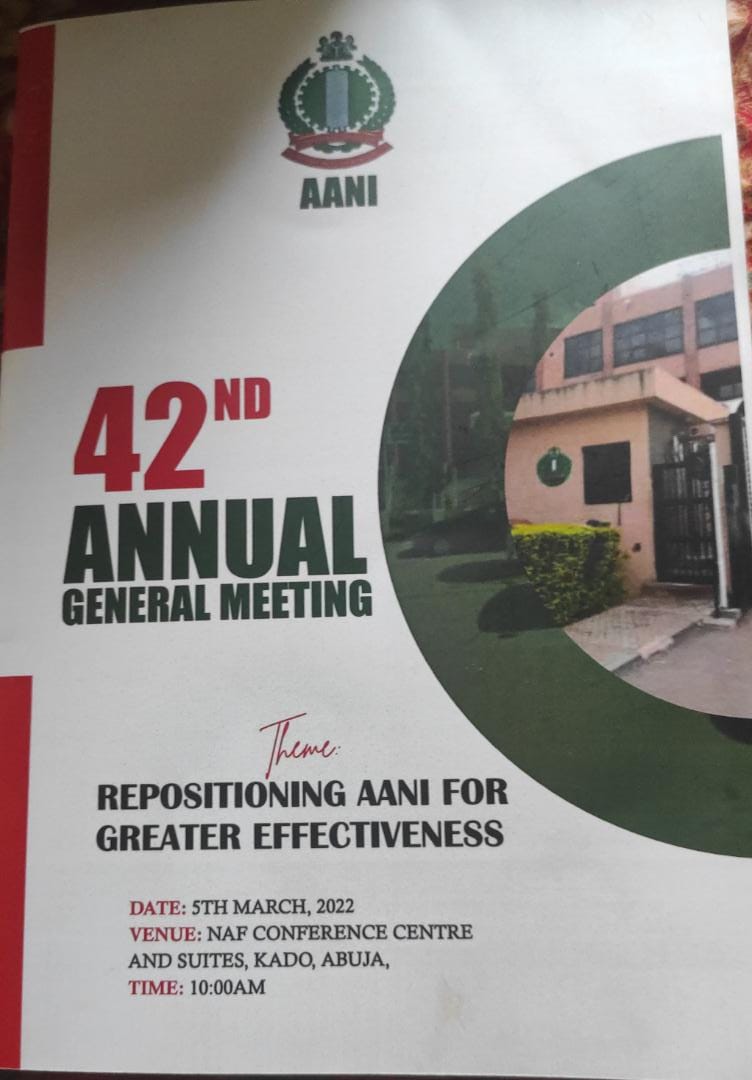 AANI
42ND
ANNUAL
GENERAL MEETING
Theme:
REPOSITIONING AANI FOR
GREATER EFFECTIVENESS
DATE: 5TH MARCH, 2022
VENUE: NAF CONFERENCE CENTRE
AND SUITES, KADO, ABUJA,
TIME: 10:00AM